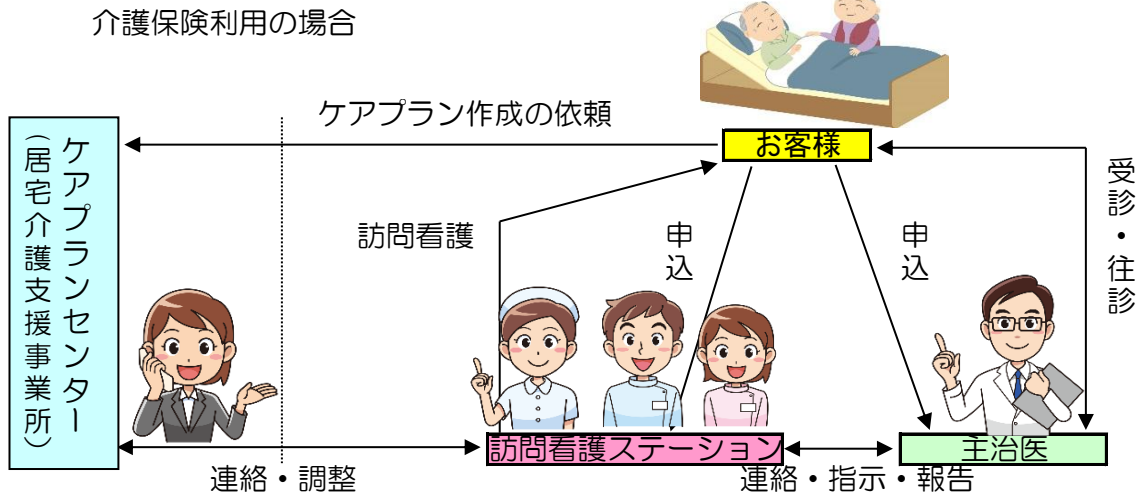 介護保険利用の場合
ケアプラン作成の依頼
お客様
ケアプランセンター
(居宅介護支援事業所)
訪問看護
申込
申込
受診・往診
訪問看護ステーション
主治医
連絡・調整
連絡・指示・報告